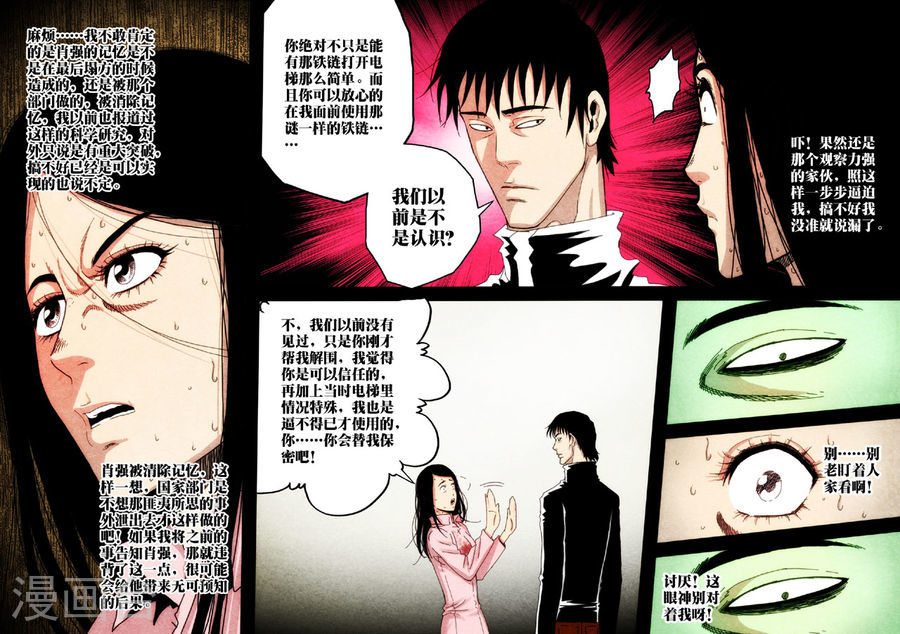 麻烦……我不敢肯定
的是肖强的记忆是不
是在最后塌方的时候
造成的，还是被那个
部门做的，被消除记
忆，我以前也报道过
这样的科学研究，对
外只说是有重大突破，
搞不好已经是可以实
现的也说不定。
肖强被清除记忆，这
样一想，国家部门是
不想那匪夷所思的事
外泄出去才这样做的
吧！如果我将之前的
事告知肖强，那就违
背了这一点，很可能
会给他带来无可预知
的后果。
你绝对不只是能
有那铁链打开电
梯那么简单。而
且你可以放心的
在我面前使用那
谜一样的铁链…
…
我们以
前是不
是认识？
吓！果然还是
那个观察力强
的家伙，照这
样一步步逼迫
我，搞不好我
没准就说漏了。
不，我们以前没有
见过，只是你刚才
帮我解围，我觉得
你是可以信任的，
再加上当时电梯里
情况特殊，我也是
逼不得已才使用的，
你……你会替我保
密吧！
别……别
老盯着人
家看啊！
讨厌！这
眼神别对
着我呀！
漫画